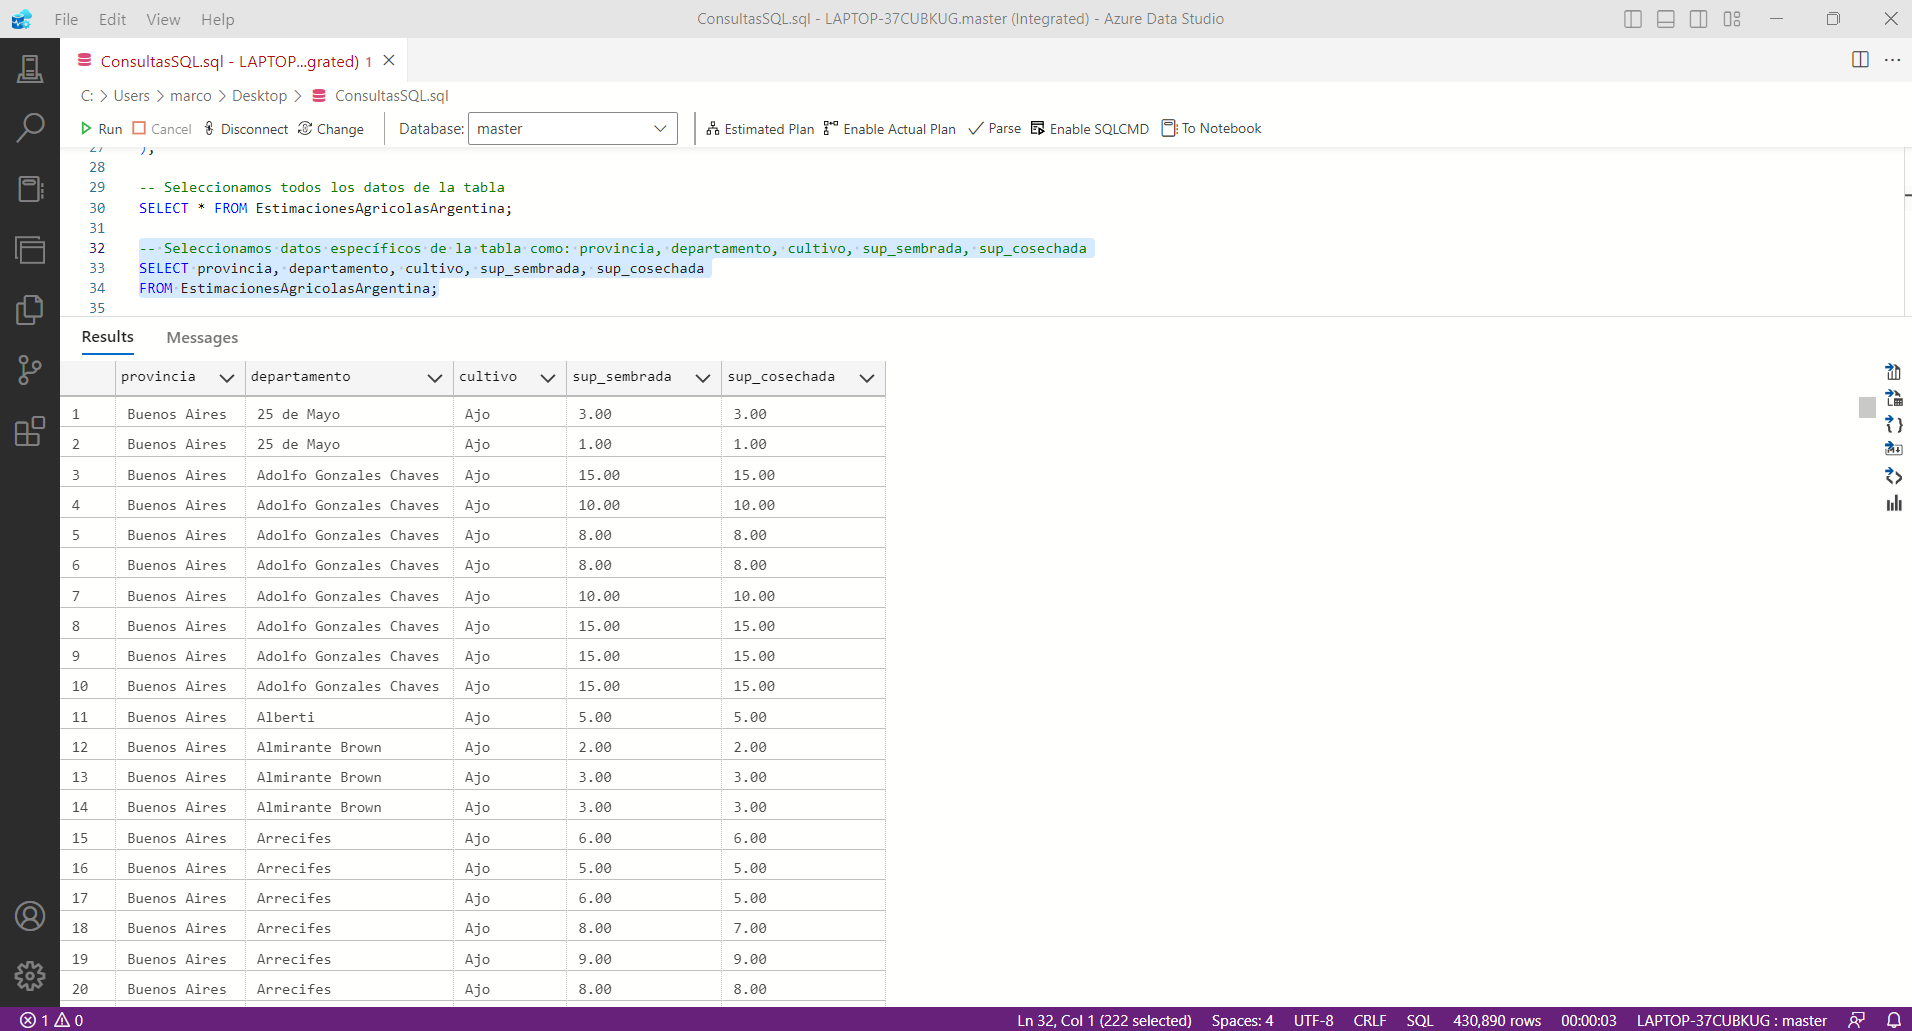 File Edit View Help ConsultasSQL.sql - LAPTOP-37CUBKUG.master (Integrated) - Azure Data Studio
ConsultasSQL.sql - LAPTOP...grated) 1
C: > Users > marco > Desktop > ConsultasSQL.sql
Run Cancel Disconnect Change Database: master Estimated Plan Enable Actual Plan Parse Enable SQLCMD To Notebook
27 );
28
29 -- Seleccionamos todos los datos de la tabla
30 SELECT * FROM EstimacionesAgricolasArgentina;
31
32 -- Seleccionamos datos específicos de la tabla como: provincia, departamento, cultivo, sup_sembrada, sup_cosechada
33 SELECT provincia, departamento, cultivo, sup_sembrada, sup_cosechada
34 FROM EstimacionesAgricolasArgentina;
35
Results Messages
provincia departamento cultivo sup_sembrada sup_cosechada
1 Buenos Aires 25 de Mayo Ajo 3.00 3.00
2 Buenos Aires 25 de Mayo Ajo 1.00 1.00
3 Buenos Aires Adolfo Gonzales Chaves Ajo 15.00 15.00
4 Buenos Aires Adolfo Gonzales Chaves Ajo 10.00 10.00
5 Buenos Aires Adolfo Gonzales Chaves Ajo 8.00 8.00
6 Buenos Aires Adolfo Gonzales Chaves Ajo 8.00 8.00
7 Buenos Aires Adolfo Gonzales Chaves Ajo 10.00 10.00
8 Buenos Aires Adolfo Gonzales Chaves Ajo 15.00 15.00
9 Buenos Aires Adolfo Gonzales Chaves Ajo 15.00 15.00
10 Buenos Aires Adolfo Gonzales Chaves Ajo 15.00 15.00
11 Buenos Aires Alberti Ajo 5.00 5.00
12 Buenos Aires Almirante Brown Ajo 2.00 2.00
13 Buenos Aires Almirante Brown Ajo 3.00 3.00
14 Buenos Aires Almirante Brown Ajo 3.00 3.00
15 Buenos Aires Arrecifes Ajo 6.00 6.00
16 Buenos Aires Arrecifes Ajo 5.00 5.00
17 Buenos Aires Arrecifes Ajo 6.00 5.00
18 Buenos Aires Arrecifes Ajo 8.00 7.00
19 Buenos Aires Arrecifes Ajo 9.00 9.00
20 Buenos Aires Arrecifes Ajo 8.00 8.00
1 0 Ln 32, Col 1 (222 selected) Spaces: 4 UTF-8 CRLF SQL 430,890 rows 00:00:03 LAPTOP-37CUBKUG : master